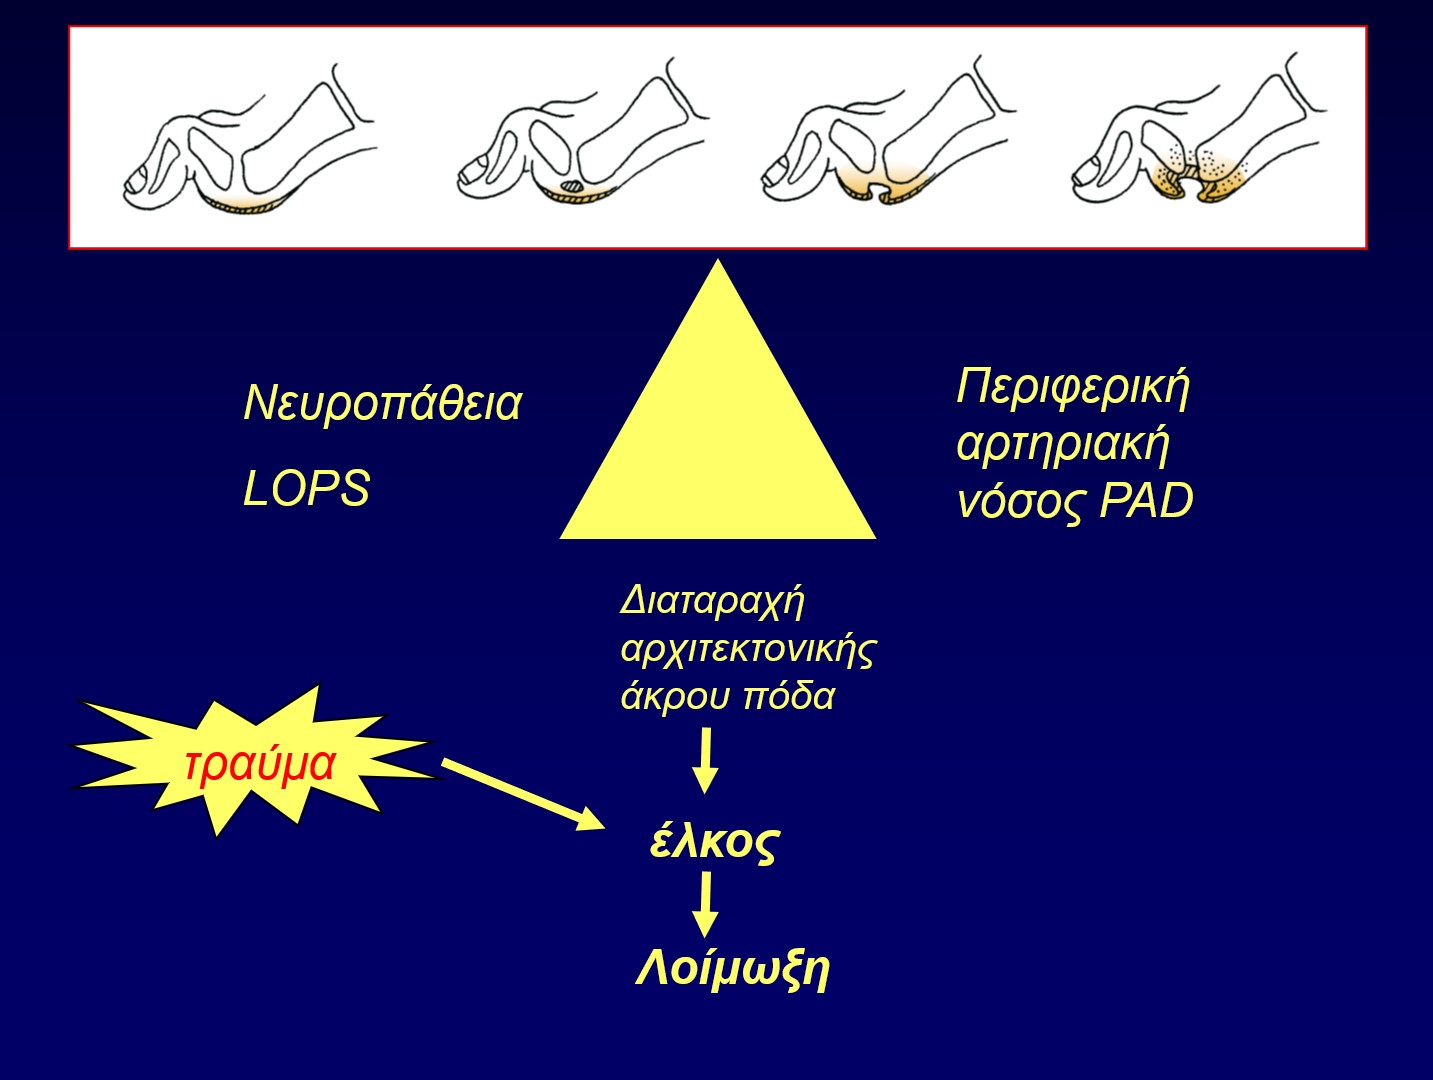 Νευροπάθεια
LOPS
Περιφερική
αρτηριακή
νόσος PAD
Διαταραχή
αρχιτεκτονικής
άκρου πόδα
τραύμα
έλκος
Λοίμωξη